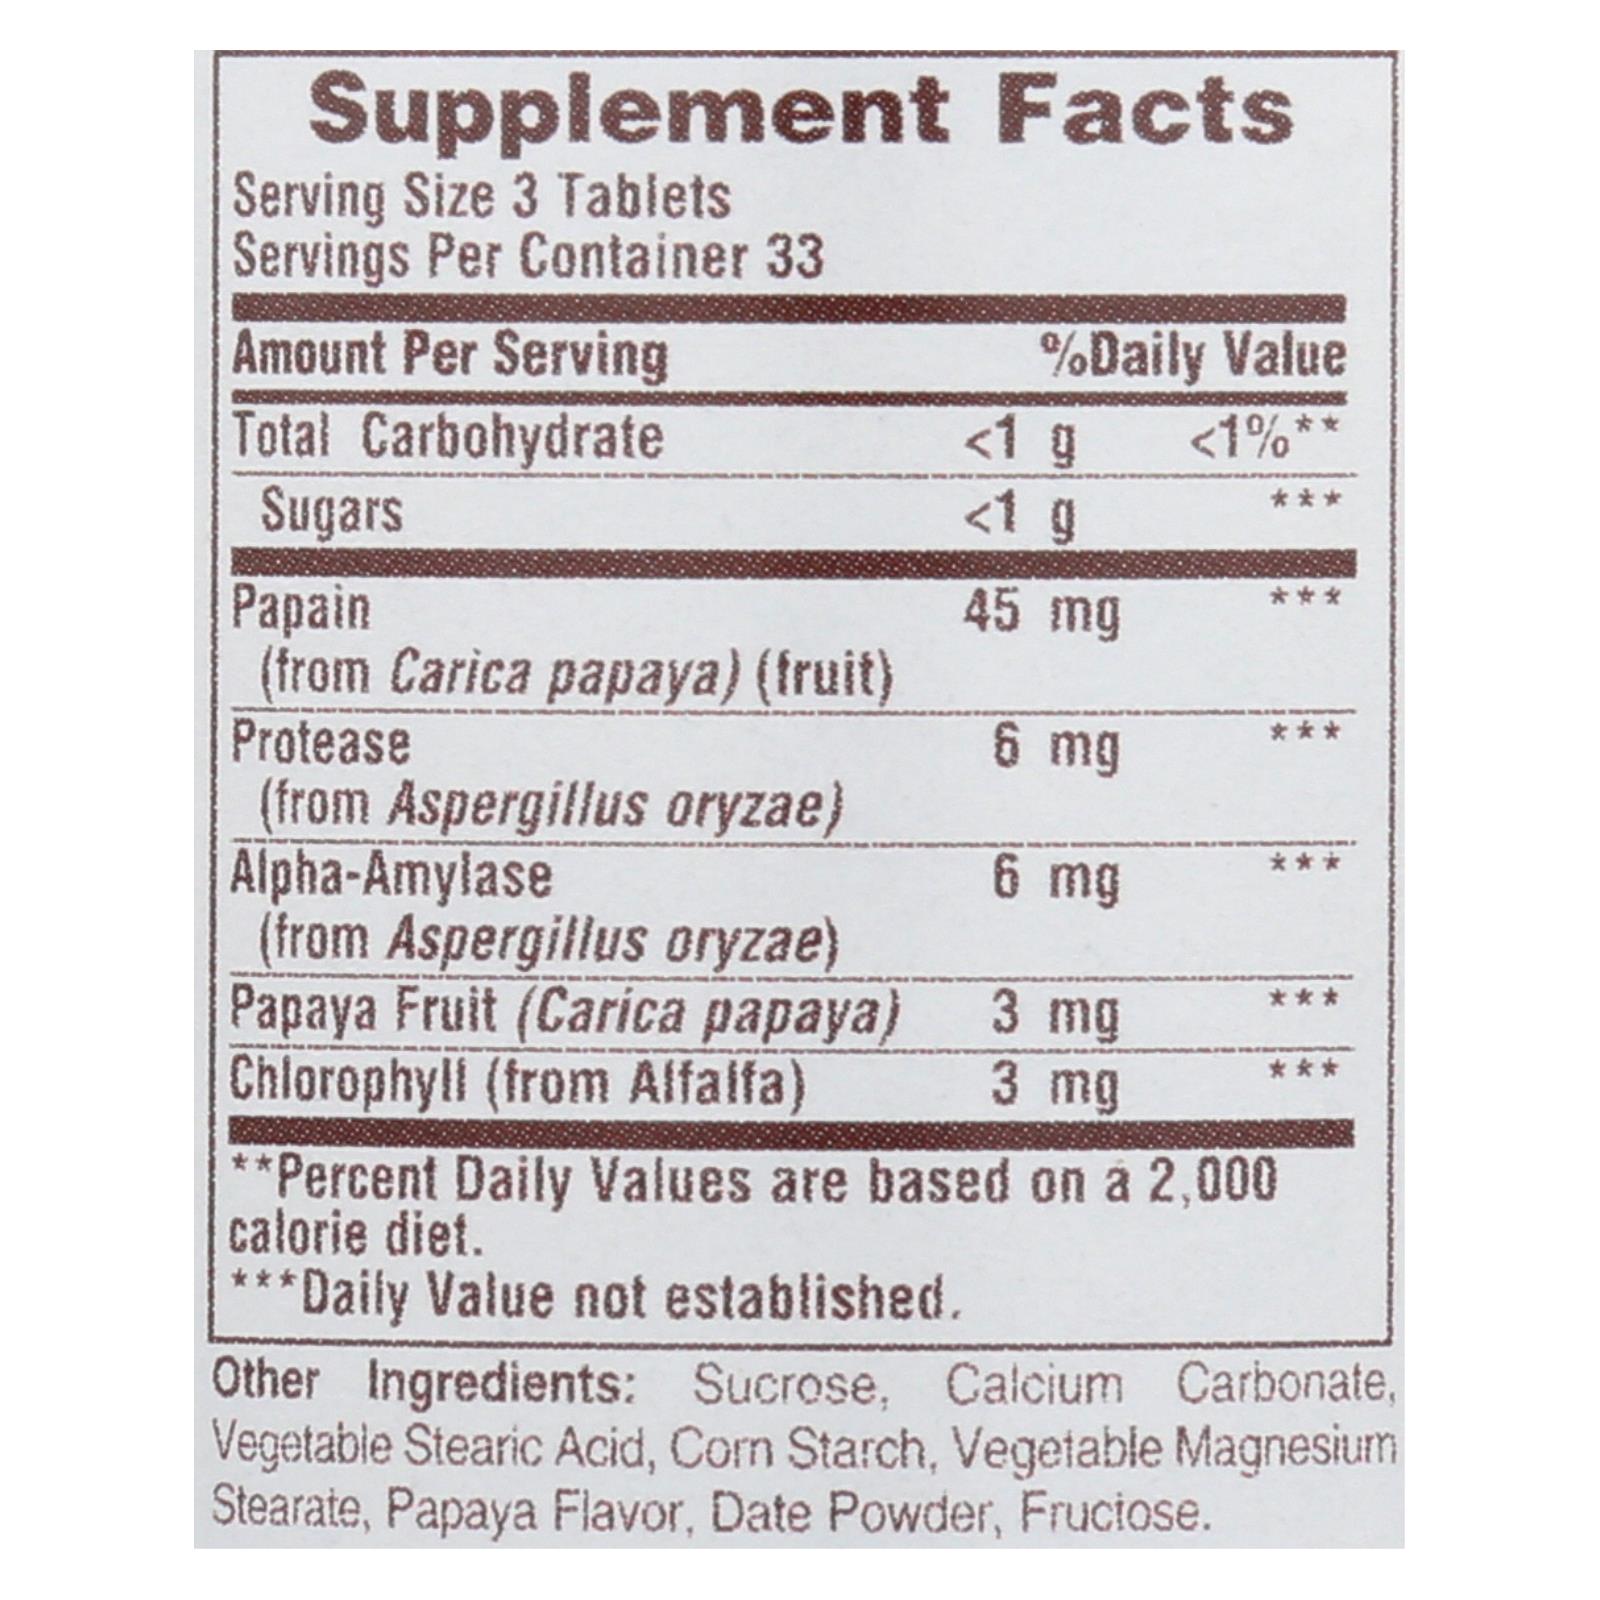 Supplement Facts
Serving Size 3 Tablets
Servings Per Container 33
Amount Per Serving %Daily Value
Total Carbohydrate <1 g <1%**
Sugars <1 g ***
Papain 45 mg ***
(from Carica papaya) (fruit)
Protease 6 mg ***
(from Aspergillus oryzae)
Alpha-Amylase 6 mg ***
(from Aspergillus oryzae)
Papaya Fruit (Carica papaya) 3 mg ***
Chlorophyll (from Alfalfa) 3 mg ***
**Percent Daily Values are based on a 2,000
calorie diet.
***Daily Value not established.
Other Ingredients: Sucrose, Calcium Carbonate,
Vegetable Stearic Acid, Corn Starch, Vegetable Magnesium
Stearate, Papaya Flavor, Date Powder, Fructose.